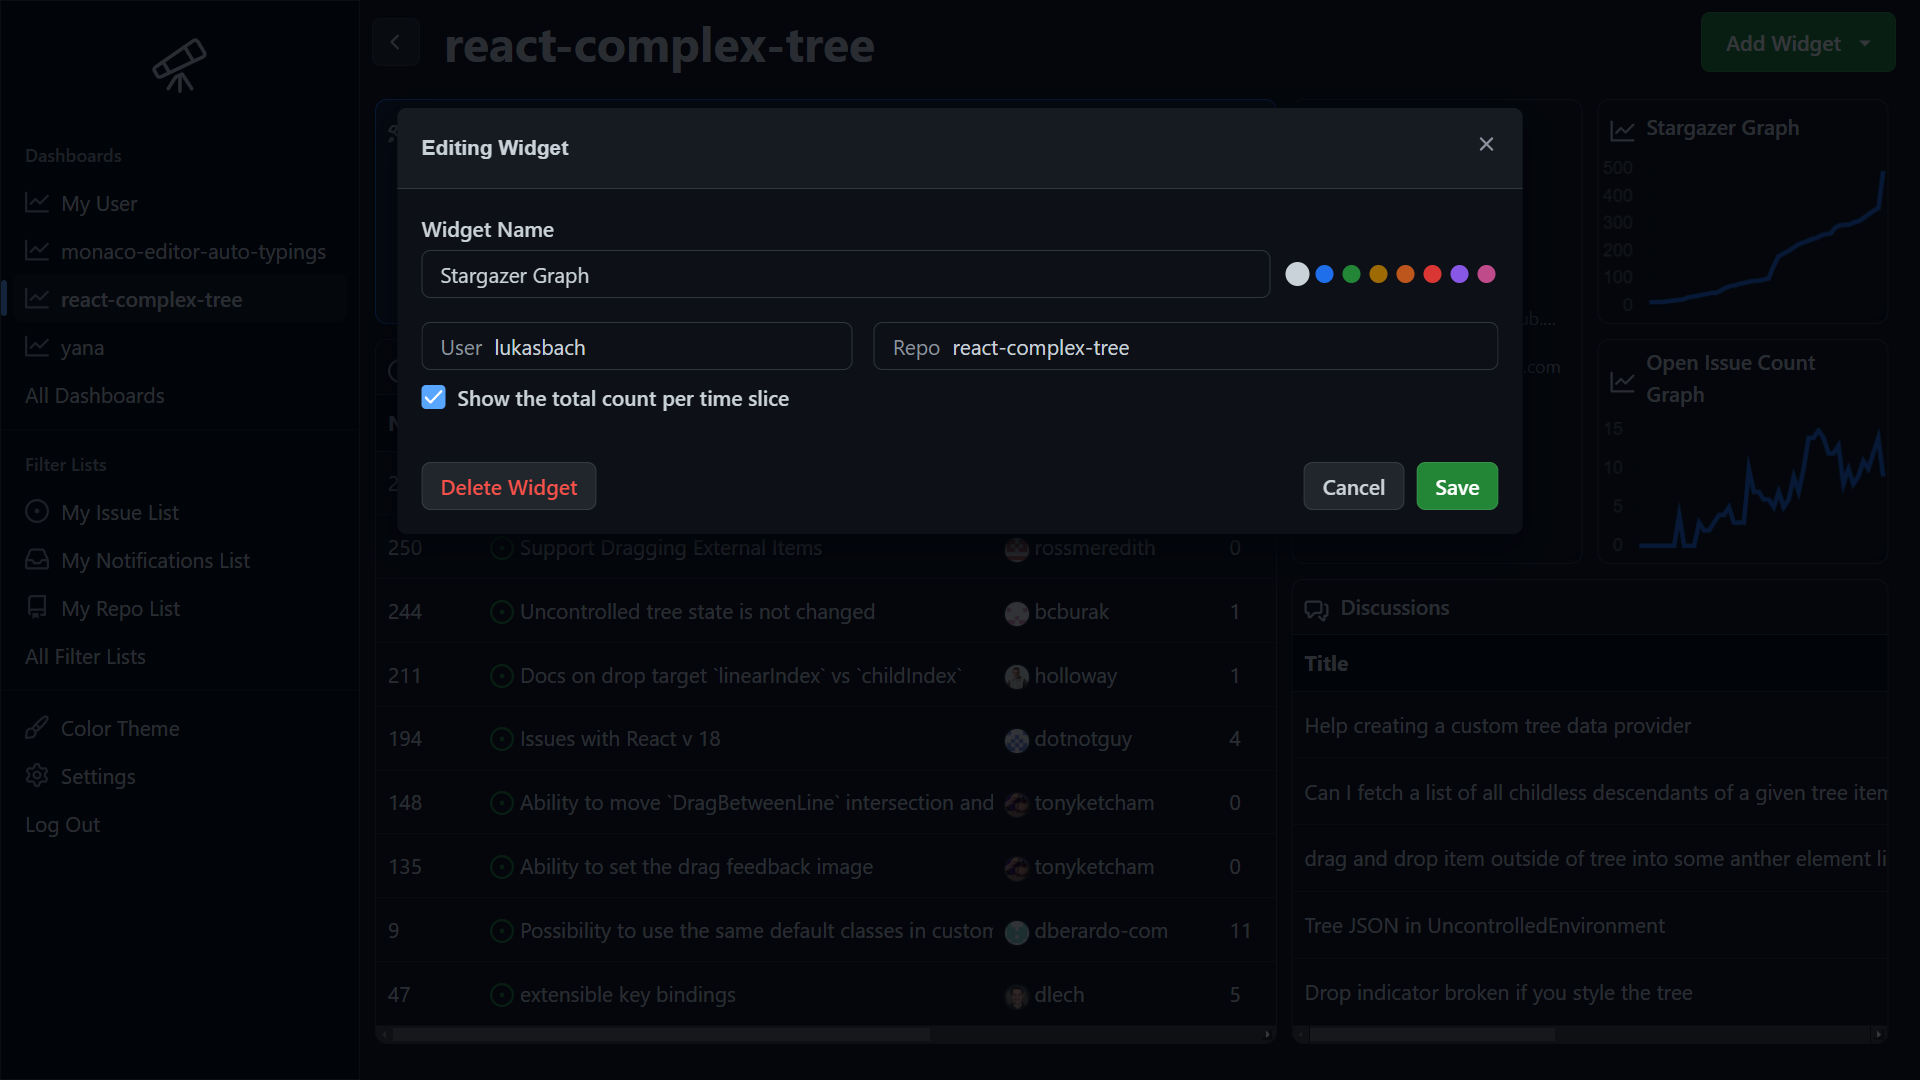 react-complex-tree
Add Widget
Dashboards
My User
monaco-editor-auto-typings
react-complex-tree
yana
All Dashboards
Filter Lists
My Issue List
My Notifications List
My Repo List
All Filter Lists
Color Theme
Settings
Log Out
Editing Widget
Widget Name
Stargazer Graph
User lukasbach
Repo react-complex-tree
Show the total count per time slice
Delete Widget
Cancel
Save
250 Support Dragging External Items rossmeredith 0
244 Uncontrolled tree state is not changed bcburak 1
211 Docs on drop target `linearIndex` vs `childIndex` holloway 1
194 Issues with React v 18 dotnotguy 4
148 Ability to move `DragBetweenLine` intersection and tonyketcham 0
135 Ability to set the drag feedback image tonyketcham 0
9 Possibility to use the same default classes in custom dberardo-com 11
47 extensible key bindings dlech 5
ub....
.com
Stargazer Graph
500
400
300
200
100
0
Open Issue Count
Graph
15
10
5
0
Discussions
Title
Help creating a custom tree data provider
Can I fetch a list of all childless descendants of a given tree item
drag and drop item outside of tree into some anther element li
Tree JSON in UncontrolledEnvironment
Drop indicator broken if you style the tree